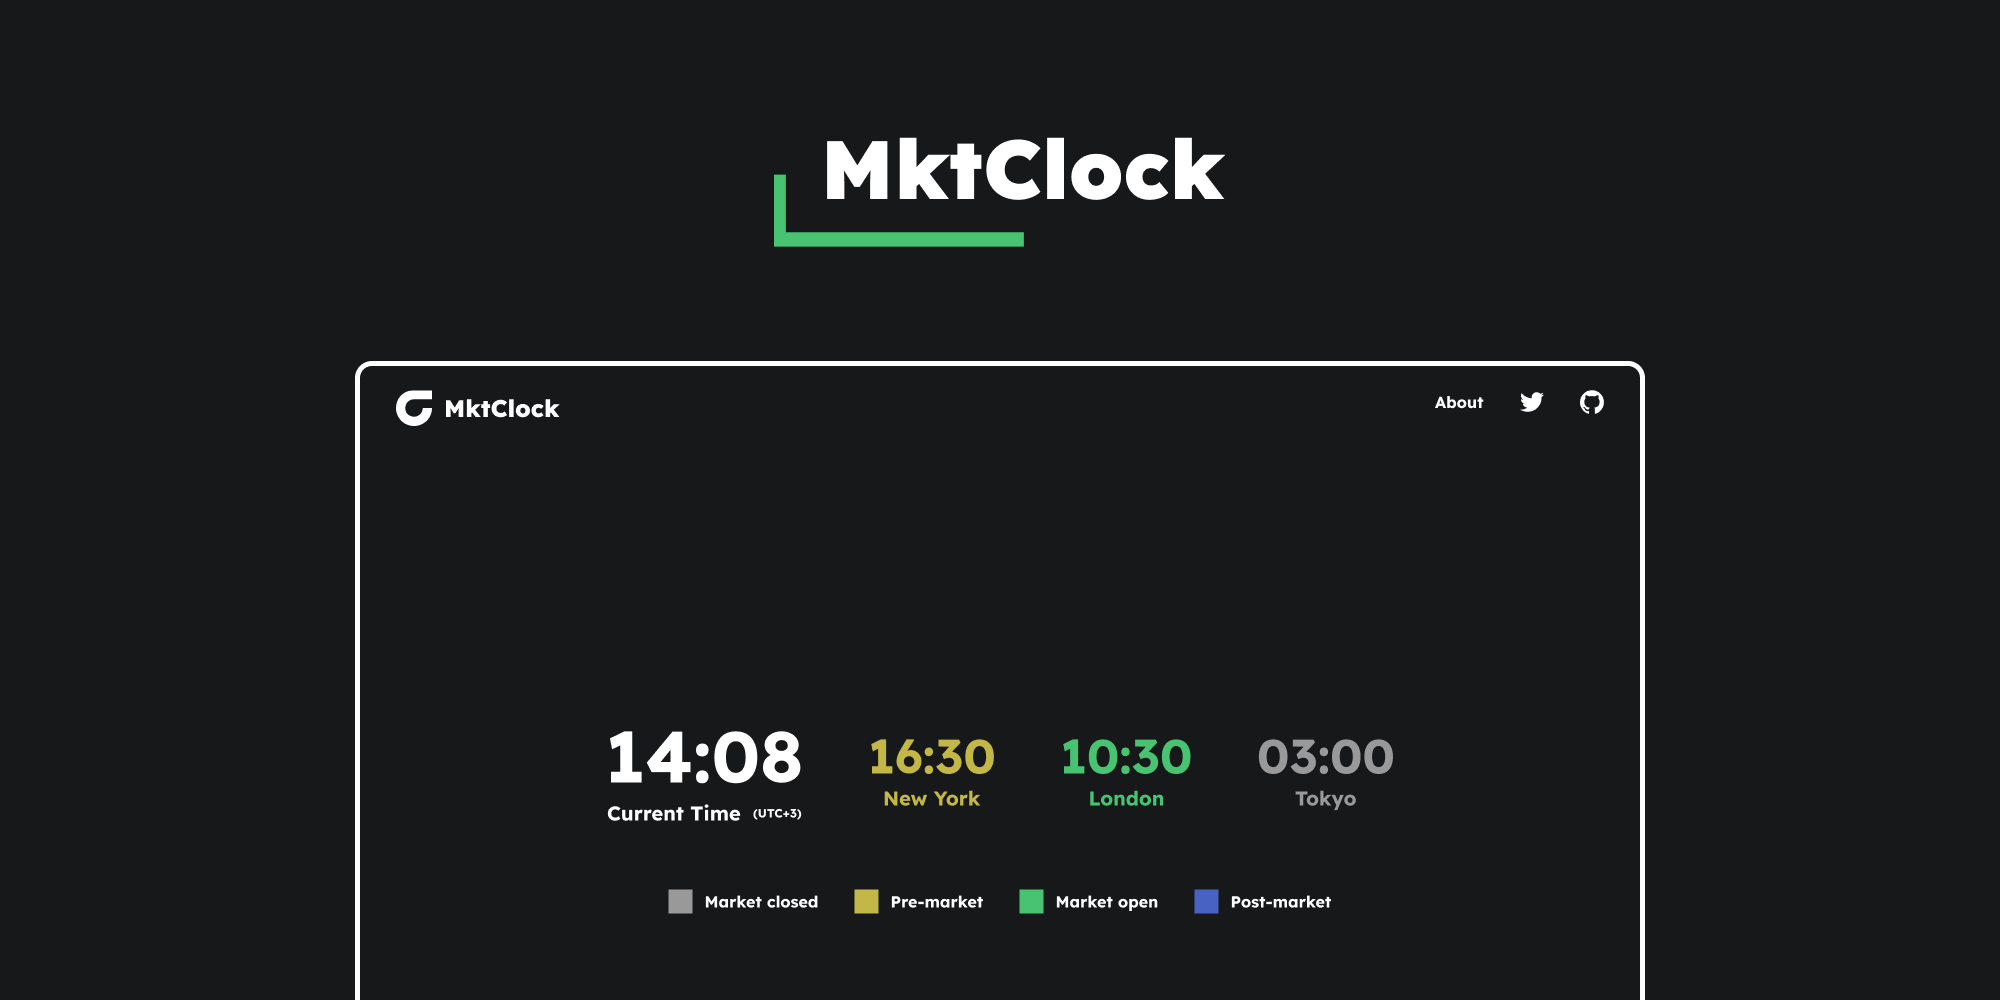 MktClock
MktClock
About
14:08
Current Time (UTC+3)
16:30
New York
10:30
London
03:00
Tokyo
Market closed
Pre-market
Market open
Post-market